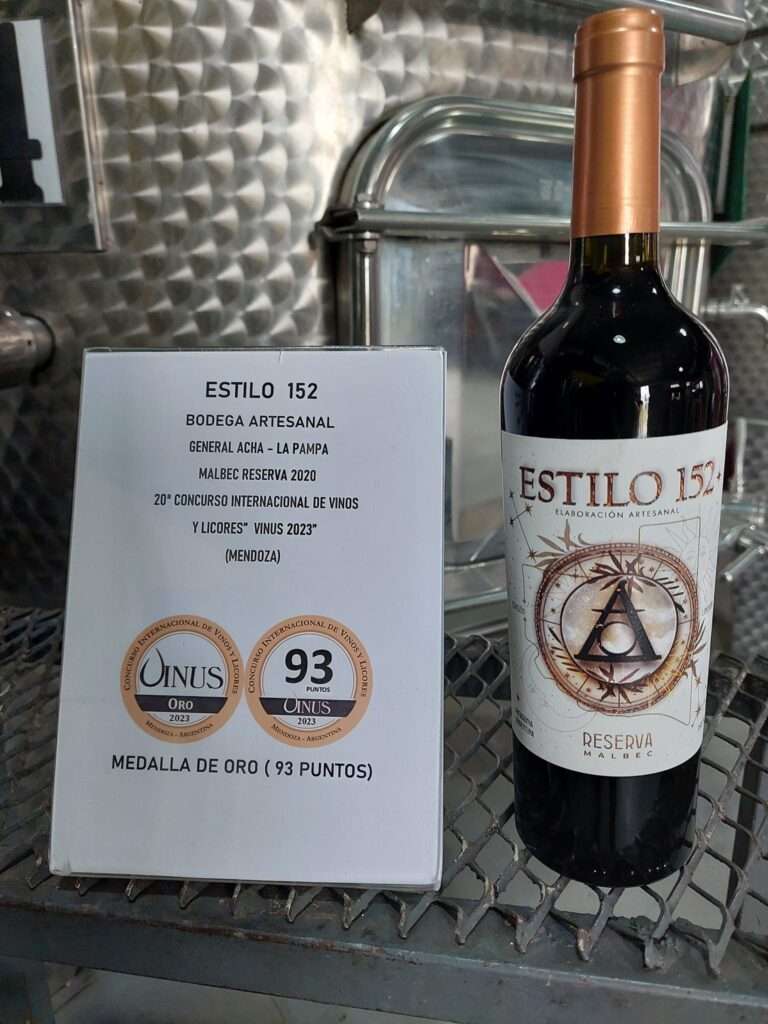 ESTILO 152
BODEGA ARTESANAL
GENERAL ACHA - LA PAMPA
MALBEC RESERVA 2020
20ª CONCURSO INTERNACIONAL DE VINOS
Y LICORES" VINUS 2023"
(MENDOZA)
CONCURSO INTERNACIONAL DE VINOS Y LICORES
VINUS
ORO
2023
MENDOZA - ARGENTINA
CONCURSO INTERNACIONAL DE VINOS Y LICORES
93
PUNTOS
VINUS
2023
MENDOZA - ARGENTINA
MEDALLA DE ORO ( 93 PUNTOS)
ESTILO 152
ELABORACIÓN ARTESANAL
RESERVA
MALBEC